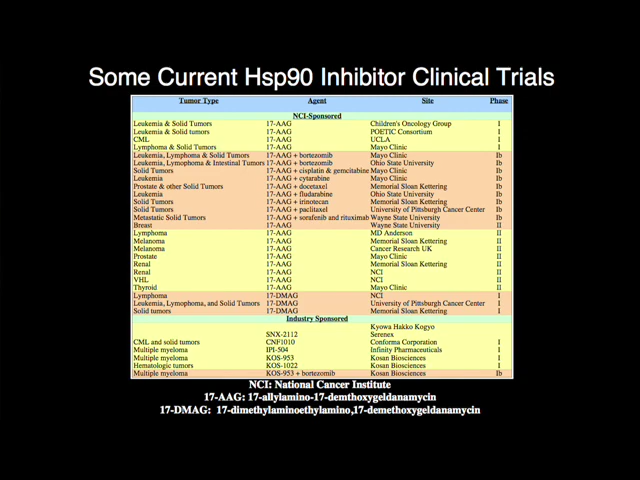 Some Current Hsp90 Inhibitor Clinical Trials
Tumor Type Agent Site Phase
NCI-Sponsored
Leukemia & Solid Tumors 17-AAG Children's Oncology Group I
Leukemia & Solid tumors 17-AAG POETIC Consortium I
CML 17-AAG UCLA I
Lymphoma & Solid Tumors 17-AAG Mayo Clinic I
Leukemia, Lymphoma & Solid Tumors 17-AAG + bortezomib Mayo Clinic Ib
Leukemia, Lymophoma & Intestinal Tumors 17-AAG + bortezomib Ohio State University Ib
Solid Tumors 17-AAG + cisplatin & gemcitabine Mayo Clinic Ib
Leukemia 17-AAG + cytarabine Mayo Clinic Ib
Prostate & other Solid Tumors 17-AAG + docetaxel Memorial Sloan Kettering Ib
Leukemia 17-AAG + fludarabine Ohio State University Ib
Solid Tumors 17-AAG + irinotecan Memorial Sloan Kettering Ib
Solid Tumors 17-AAG + paclitaxel University of Pittsburgh Cancer Center Ib
Metastatic Solid Tumors 17-AAG + sorafenib and rituximab Wayne State University Ib
Breast 17-AAG Wayne State University II
Lymphoma 17-AAG MD Anderson II
Melanoma 17-AAG Memorial Sloan Kettering II
Melanoma 17-AAG Cancer Research UK II
Prostate 17-AAG Mayo Clinic II
Renal 17-AAG Memorial Sloan Kettering II
Renal 17-AAG NCI II
VHL 17-AAG NCI II
Thyroid 17-AAG Mayo Clinic II
Lymphoma 17-DMAG NCI I
Leukemia, Lymophoma, and Solid Tumors 17-DMAG University of Pittsburgh Cancer Center I
Solid tumors 17-DMAG Memorial Sloan Kettering I
Industry Sponsored
Kyowa Hakko Kogyo
SNX-2112 Serenex
CML and solid tumors CNF1010 Conforma Corporation I
Multiple myeloma IPI-504 Infinity Pharmaceuticals I
Multiple myeloma KOS-953 Kosan Biosciences I
Hematologic tumors KOS-1022 Kosan Biosciences I
Multiple myeloma KOS-953 + bortezomib Kosan Biosciences Ib
NCI: National Cancer Institute
17-AAG: 17-allylamino-17-demthoxygeldanamycin
17-DMAG: 17-dimethylaminoethylamino,17-demethoxygeldanamycin